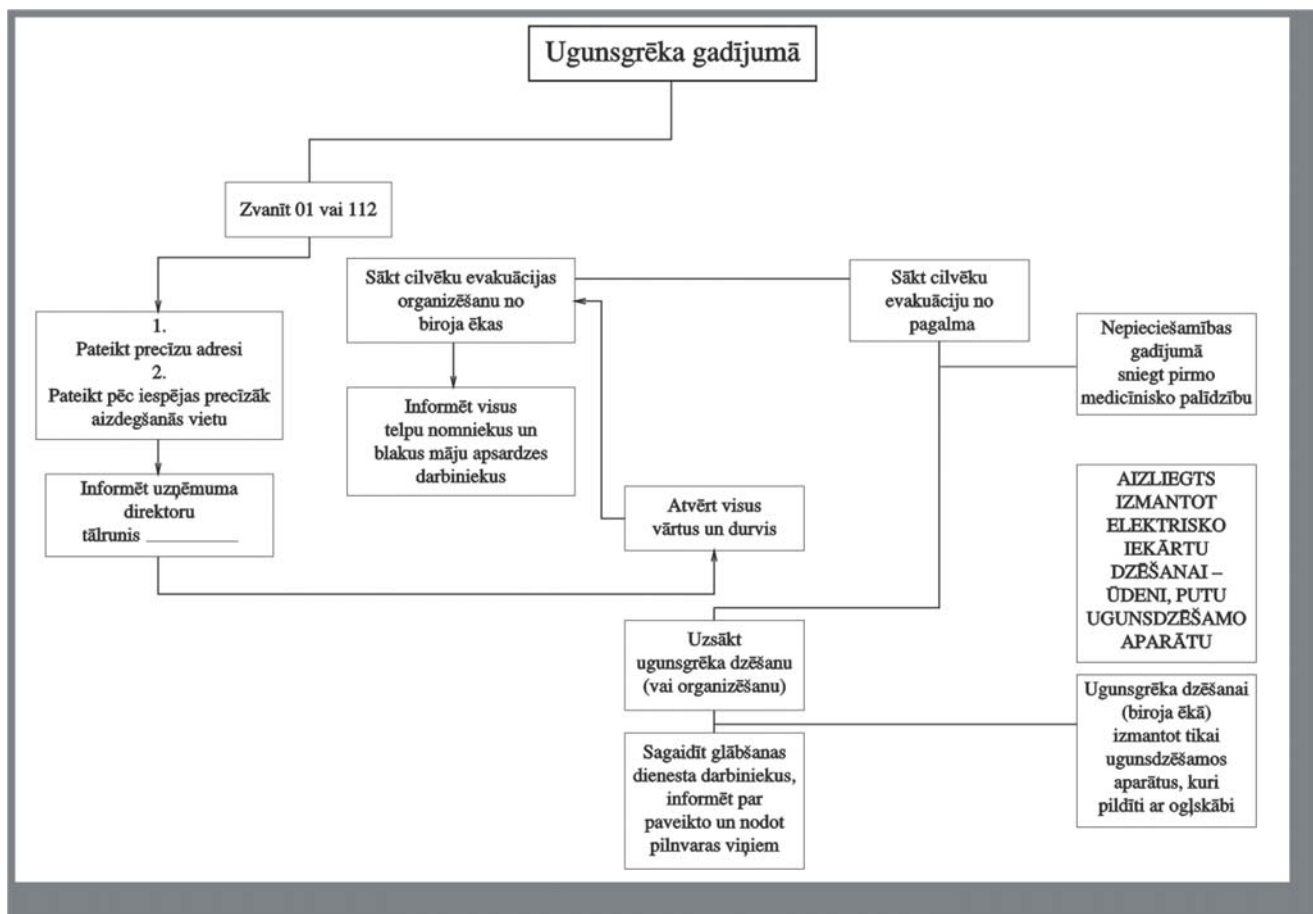 Ugunsgrēka gadījumā
Zvanīt 01 vai 112
1.
Pateikt precīzu adresi
2.
Pateikt pēc iespējas precīzāk
aizdegšanās vietu
Informēt uzņēmuma
direktoru
tālrunis __________
Sākt cilvēku evakuācijas
organizēšanu no
biroja ēkas
Informēt visus
telpu nomniekus un
blakus māju apsardzes
darbiniekus
Atvērt visus
vārtus un durvis
Sākt cilvēku
evakuāciju no
pagalma
Nepieciešamības
gadījumā
sniegt pirmo
medicīnisko palīdzību
AIZLIEGTS
IZMANTOT
ELEKTRISKO
IEKĀRTU
DZĒŠANAI –
ŪDENI, PUTU
UGUNSDZĒŠAMO
APARĀTU
Uzsākt
ugunsgrēka dzēšanu
(vai organizēšanu)
Ugunsgrēka dzēšanai
(biroja ēkā)
izmantot tikai
ugunsdzēšamos
aparātus, kuri
pildīti ar ogļskābi
Sagaidīt glābšanas
dienesta darbiniekus,
informēt par
paveikto un nodot
pilnvaras viņiem